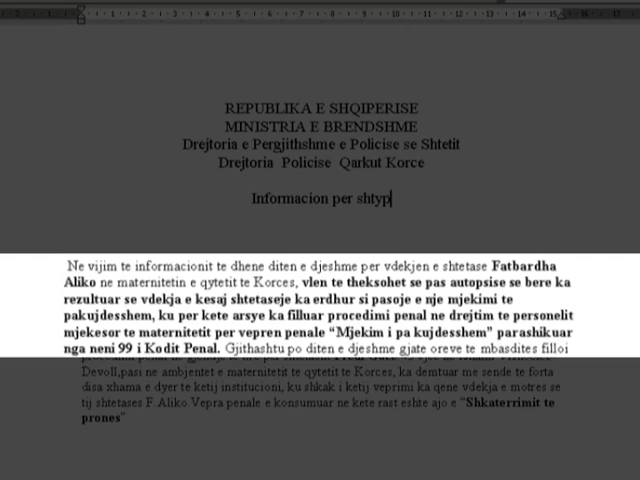 REPUBLIKA E SHQIPERISE
MINISTRIA E BRENDSHME
Drejtoria e Pergjithshme e Policise se Shtetit
Drejtoria Policise Qarkut Korce
Informacion per shtyp
Ne vijim te informacionit te dhene diten e djeshme per vdekjen e shtetase Fatbardha
Aliko ne maternitetin e qytetit te Korces, vlen te theksohet se pas autopsise se bere ka
rezultuar se vdekja e kesaj shtetaseje ka erdhur si pasoje e nje mjekimi te
pakujdesshem, ku per kete arsye ka filluar procedimi penal ne drejtim te personelit
mjekesor te maternitetit per vepren penale “Mjekim i pa kujdesshem” parashikuar
nga neni 99 i Kodit Penal. Gjithashtu po diten e djeshme gjate oreve te mbasdites filloi
Devoll,pasi ne ambjentet e maternitetit te qytetit te Korces, ka demtuar me sende te forta
disa xhama e dyer te ketij institucioni, ku shkak i ketij veprimi ka qene vdekja e motres se
tij shtetases F.Aliko.Vepra penale e konsumuar ne kete rast eshte ajo e “Shkaterrimit te
prones”